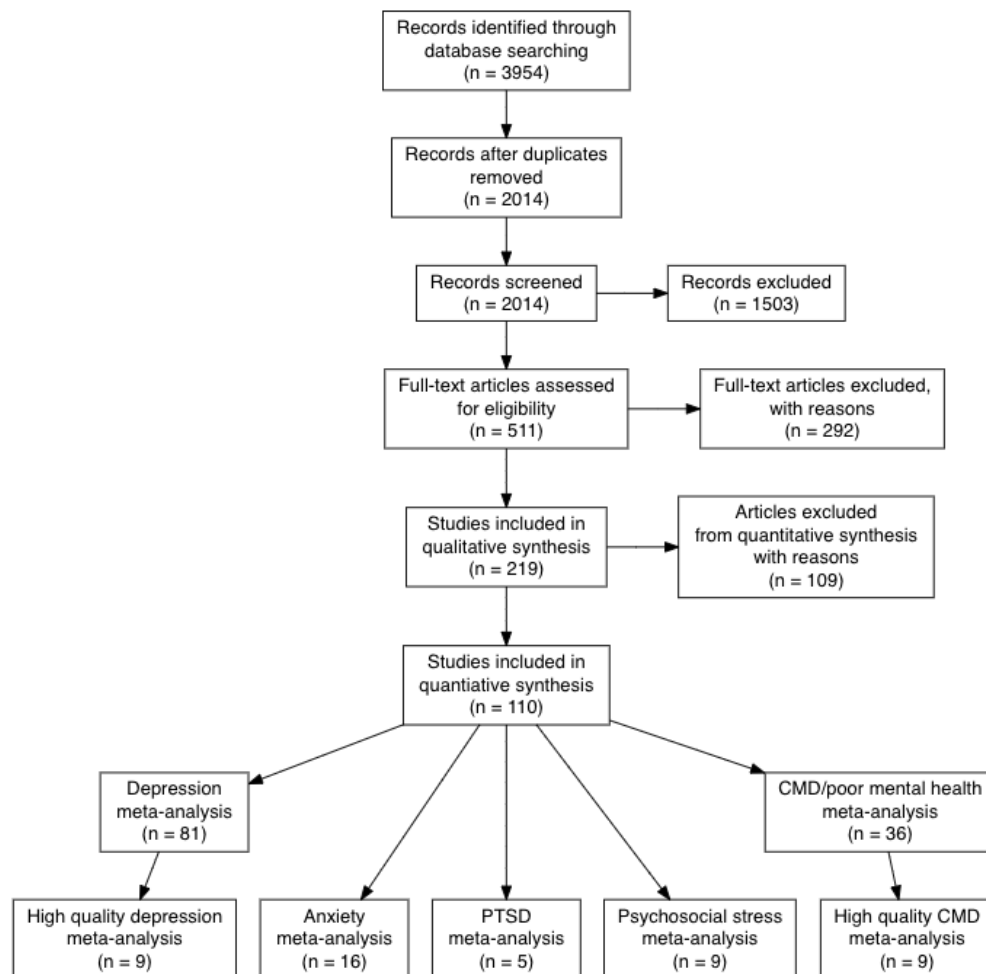 Records identified through
database searching
(n = 3954)
Records after duplicates
removed
(n = 2014)
Records screened
(n = 2014)
Records excluded
(n = 1503)
Full-text articles assessed
for eligibility
(n = 511)
Full-text articles excluded,
with reasons
(n = 292)
Studies included in
qualitative synthesis
(n = 219)
Articles excluded
from quantitative synthesis
with reasons
(n = 109)
Studies included in
quantiative synthesis
(n = 110)
Depression
meta-analysis
(n = 81)
CMD/poor mental health
meta-analysis
(n = 36)
High quality depression
meta-analysis
(n = 9)
Anxiety
meta-analysis
(n = 16)
PTSD
meta-analysis
(n = 5)
Psychosocial stress
meta-analysis
(n = 9)
High quality CMD
meta-analysis
(n = 9)